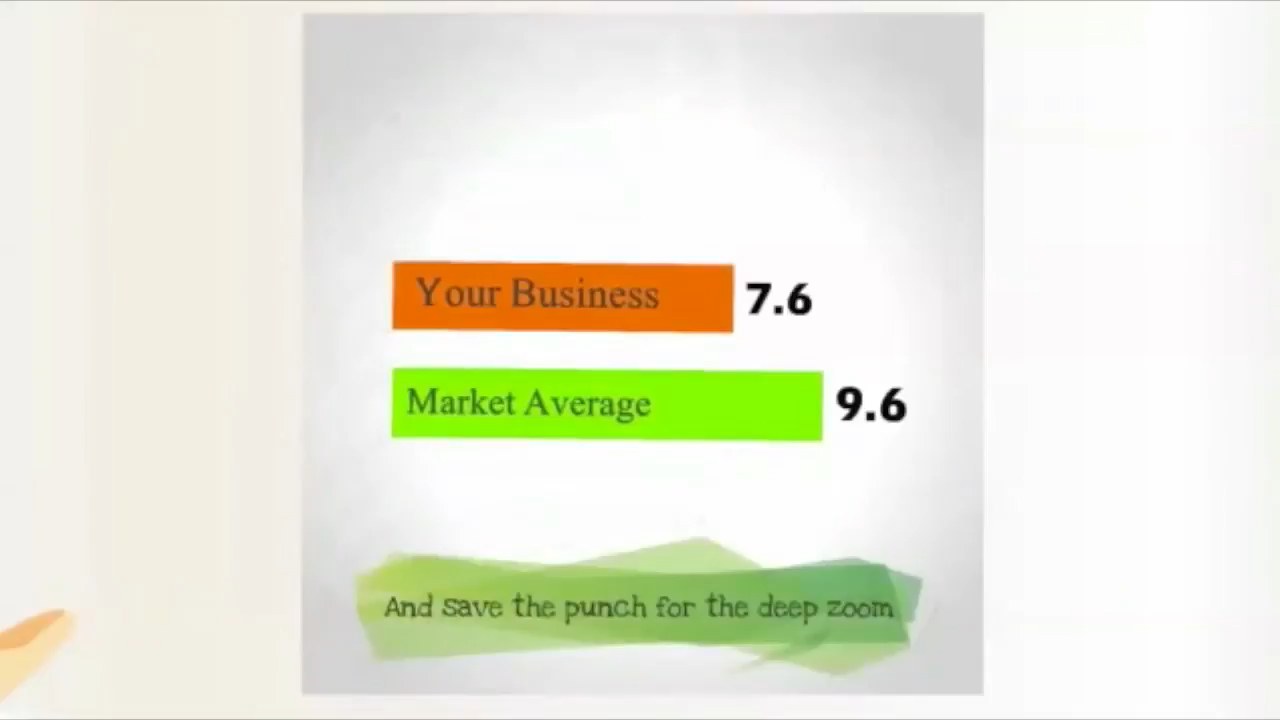 Your Business 7.6
Market Average 9.6
And save the punch for the deep zoom